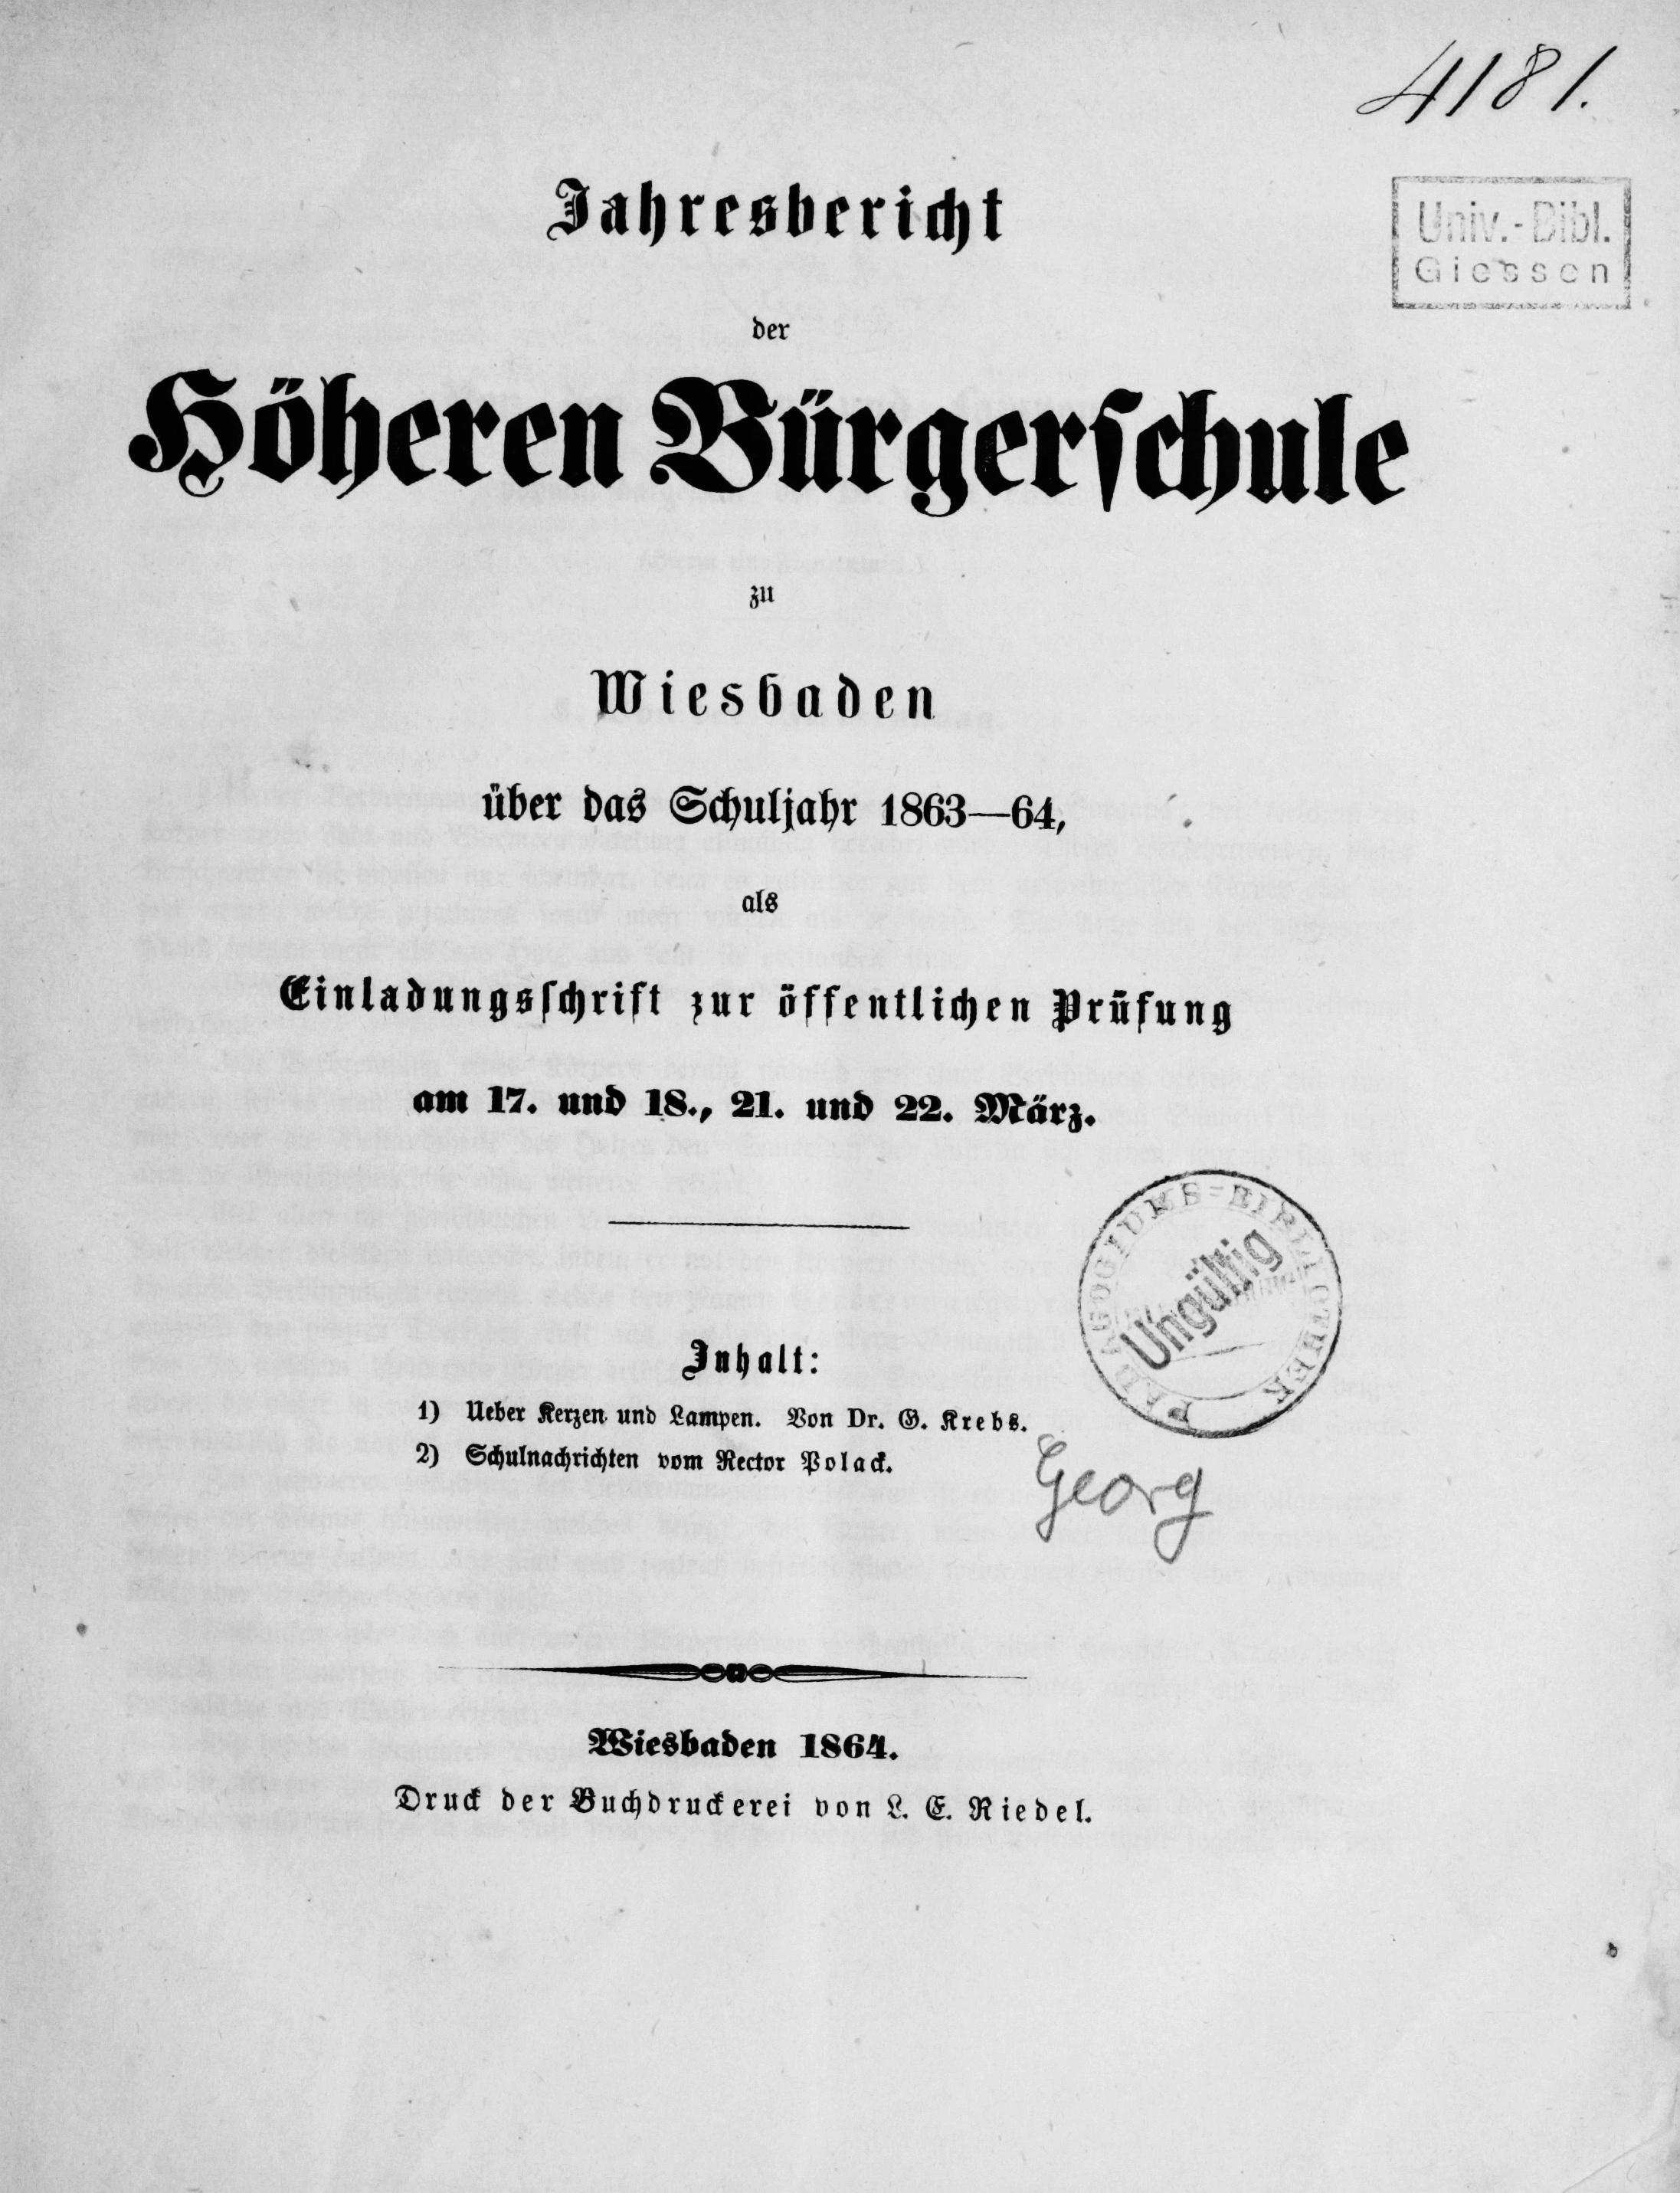 4181.
Jahresbericht
Univ.-Bibl.
Giessen
der
Höheren Bürgerschule
zu
Wiesbaden
über das Schuljahr 1863—64,
als
Einladungsschrift zur öffentlichen Prüfung
am 17. und 18., 21. und 22. März.
PÄDAGOGIUMS=BIBLIOTHEK
Ungültig
Inhalt:
1) Ueber Kerzen und Lampen. Von Dr. G. Krebs.
2) Schulnachrichten vom Rector Polack.
Georg
Wiesbaden 1864.
Druck der Buchdruckerei von L. E. Riedel.